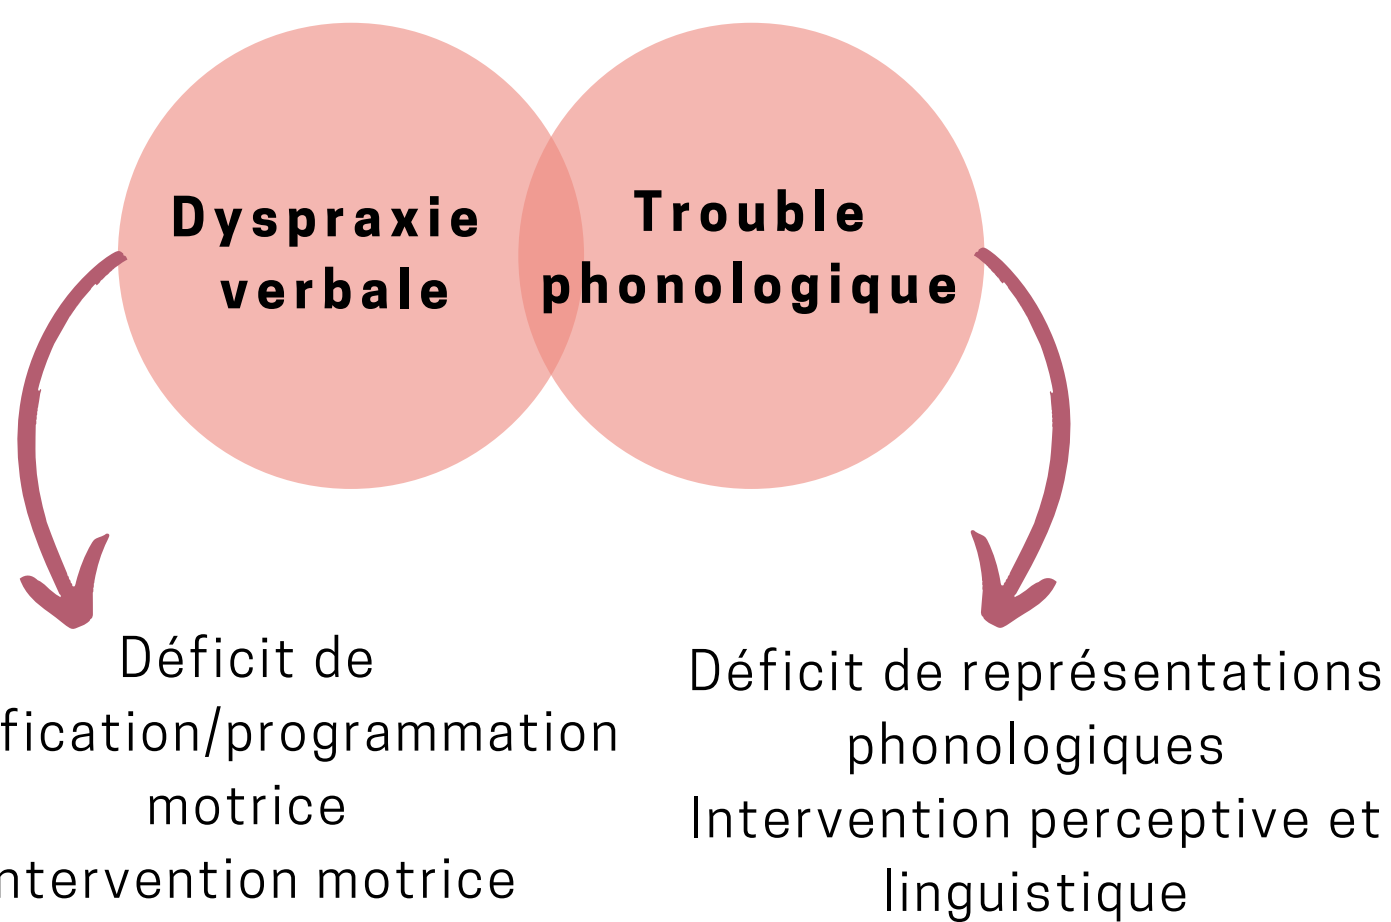 Dyspraxie
verbale
Trouble
phonologique
Déficit de
fication/programmation
motrice
ntervention motrice
Déficit de représentations
phonologiques
Intervention perceptive et
linguistique